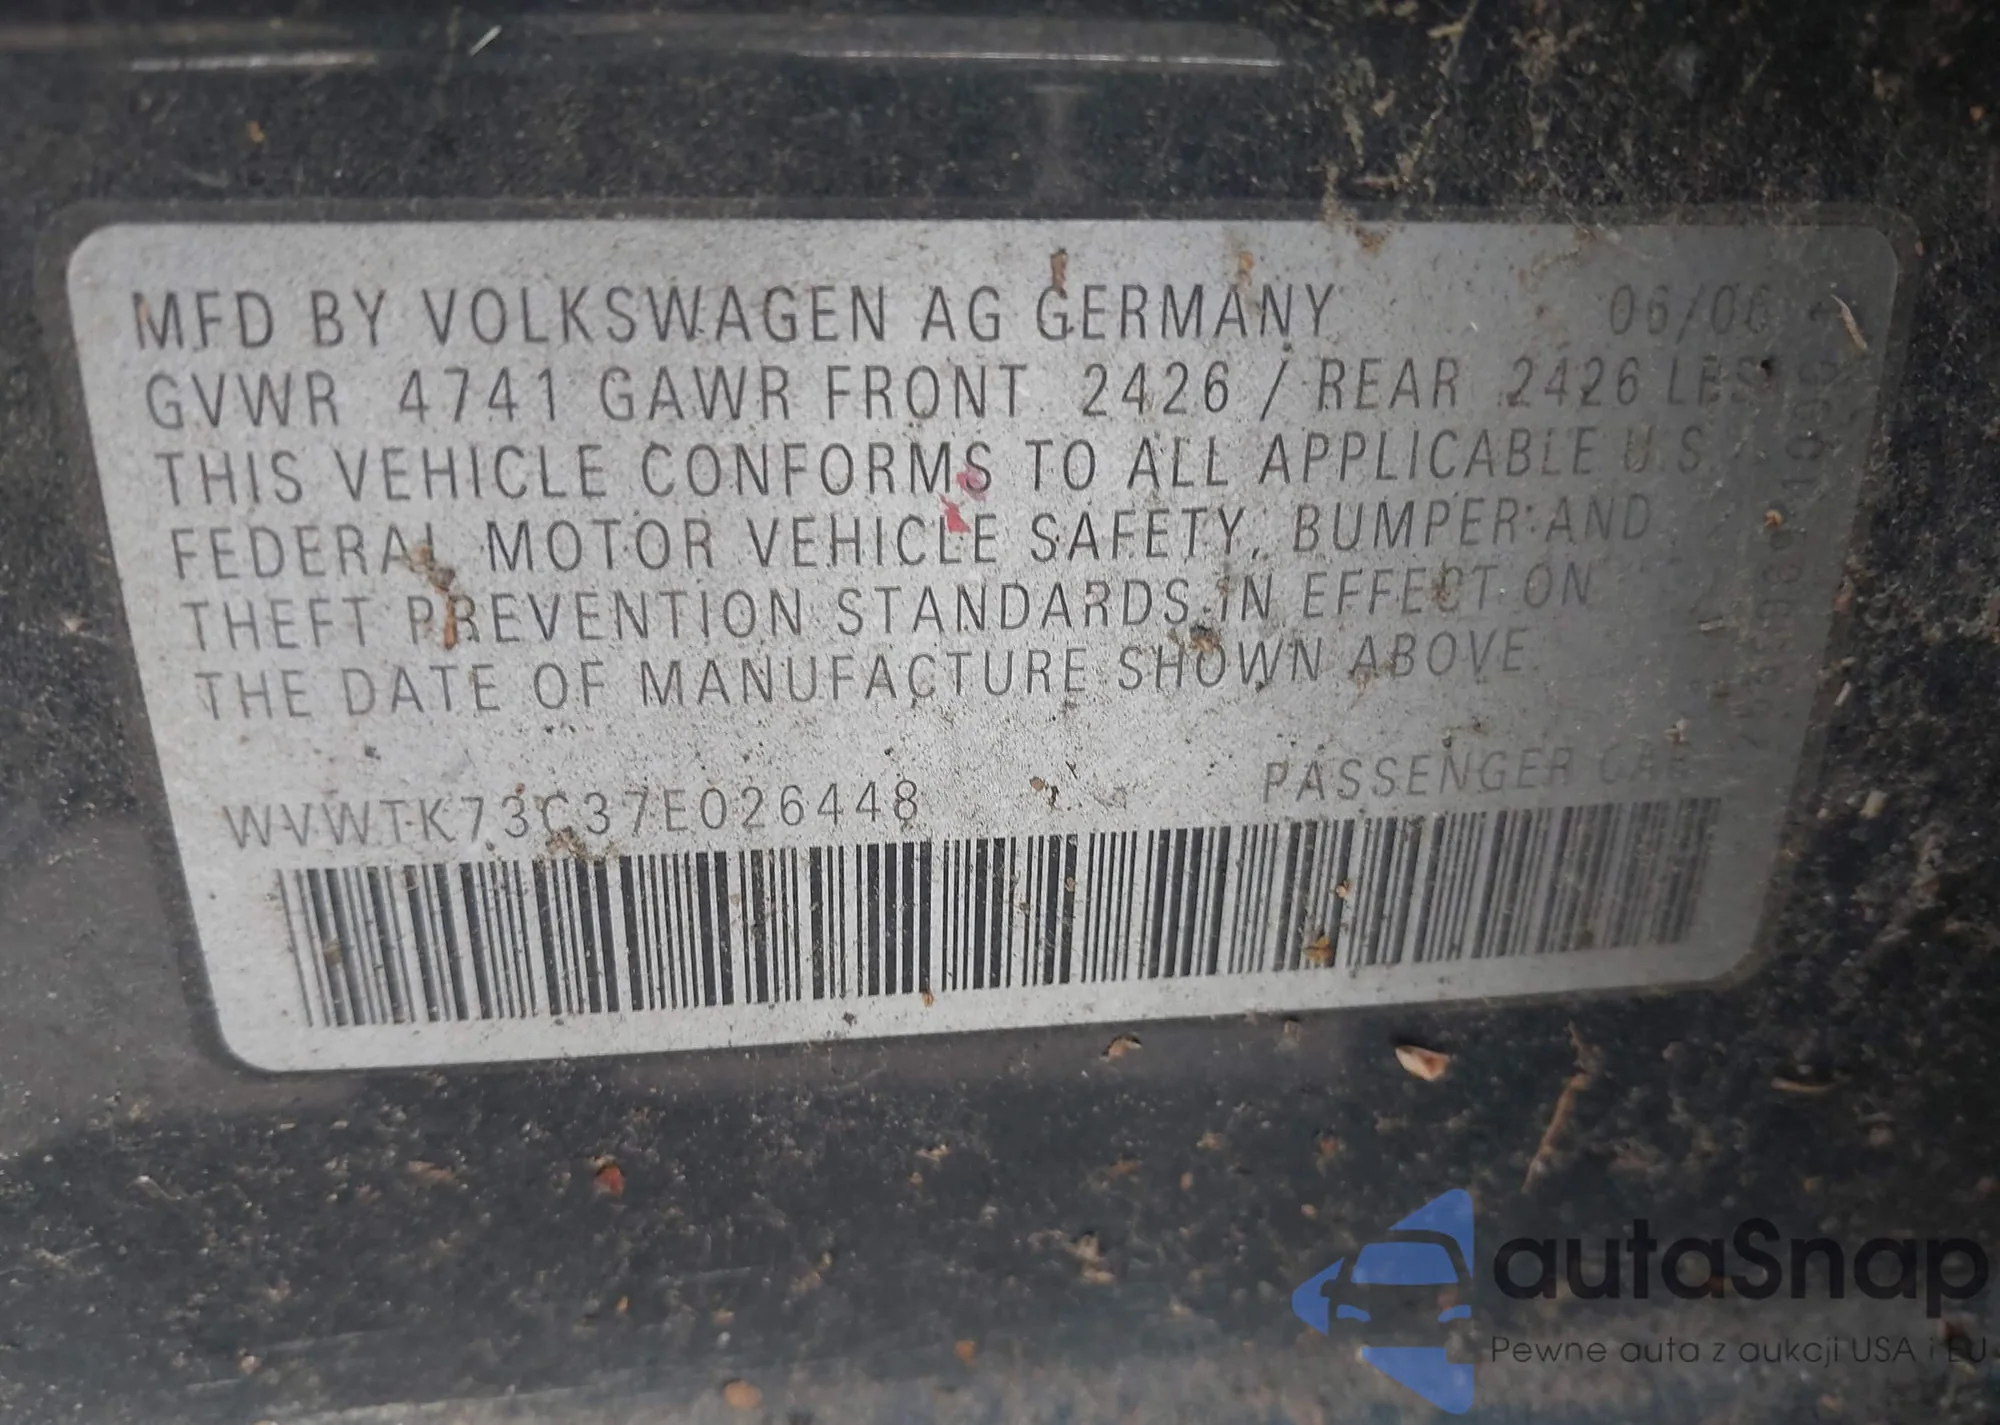 MFD BY VOLKSWAGEN AG GERMANY 06/06
GVWR 4741 GAWR FRONT 2426 / REAR 2426 LBS
THIS VEHICLE CONFORMS TO ALL APPLICABLE U.S.
FEDERAL MOTOR VEHICLE SAFETY, BUMPER AND
THEFT PREVENTION STANDARDS IN EFFECT ON
THE DATE OF MANUFACTURE SHOWN ABOVE.
WVWTK73C37E026448 PASSENGER CAR
autaSnap
Pewne auta z aukcji USA i EU